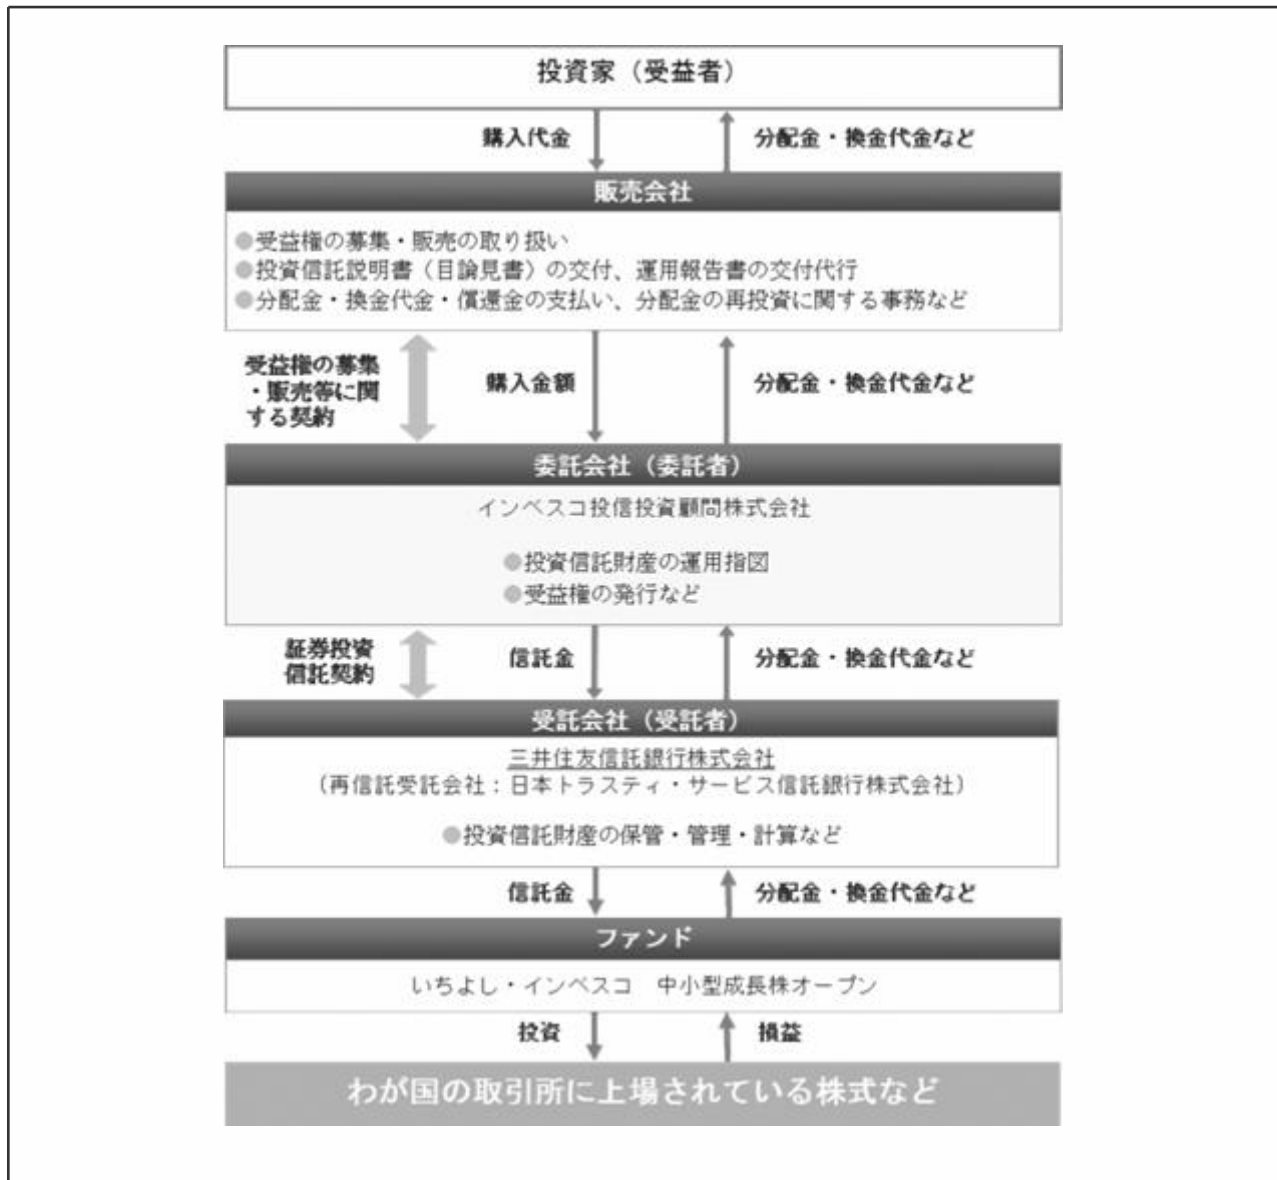 投資家（受益者）
購入代金
分配金・換金代金など
販売会社
●受益権の募集・販売の取り扱い
●投資信託説明書（目論見書）の交付、運用報告書の交付代行
●分配金・換金代金・償還金の支払い、分配金の再投資に関する事務など
受益権の募集
・販売等に関
する契約
購入金額
分配金・換金代金など
委託会社（委託者）
インベスコ投信投資顧問株式会社
●投資信託財産の運用指図
●受益権の発行など
証券投資
信託契約
信託金
分配金・換金代金など
受託会社（受託者）
三井住友信託銀行株式会社
（再信託受託会社：日本トラスティ・サービス信託銀行株式会社）
●投資信託財産の保管・管理・計算など
信託金
分配金・換金代金など
ファンド
いちよし・インベスコ　中小型成長株オープン
投資
損益
わが国の取引所に上場されている株式など